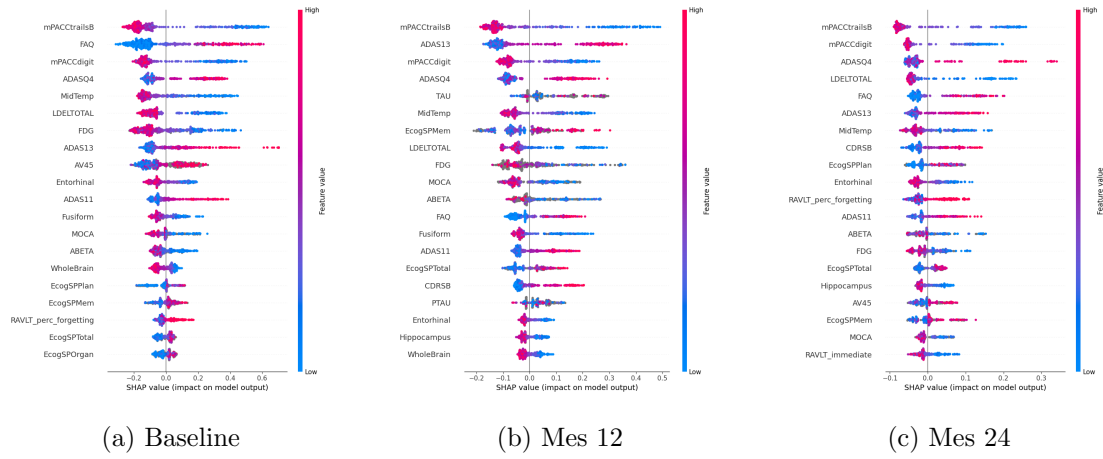 mPACCtrailsB
FAQ
mPACCdigit
ADASQ4
MidTemp
LDELTOTAL
FDG
ADAS13
AV45
Entorhinal
ADAS11
Fusiform
MOCA
ABETA
WholeBrain
EcogSPPlan
EcogSPMem
RAVLT_perc_forgetting
EcogSPTotal
EcogSPOrgan
−0.2 0.0 0.2 0.4 0.6
SHAP value (impact on model output)
High
Feature value
Low
(a) Baseline
mPACCtrailsB
ADAS13
mPACCdigit
ADASQ4
TAU
MidTemp
EcogSPMem
LDELTOTAL
FDG
MOCA
ABETA
FAQ
Fusiform
ADAS11
EcogSPTotal
CDRSB
PTAU
Entorhinal
Hippocampus
WholeBrain
−0.2 −0.1 0.0 0.1 0.2 0.3 0.4 0.5
SHAP value (impact on model output)
High
Feature value
Low
(b) Mes 12
mPACCtrailsB
mPACCdigit
ADASQ4
LDELTOTAL
FAQ
ADAS13
MidTemp
CDRSB
EcogSPPlan
Entorhinal
RAVLT_perc_forgetting
ADAS11
ABETA
FDG
EcogSPTotal
Hippocampus
AV45
EcogSPMem
MOCA
RAVLT_immediate
−0.1 0.0 0.1 0.2 0.3
SHAP value (impact on model output)
High
Feature value
Low
(c) Mes 24